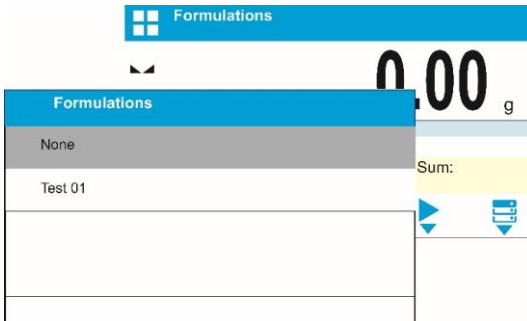 Formulations
0.00 g
Formulations
None
Sum:
Test 01